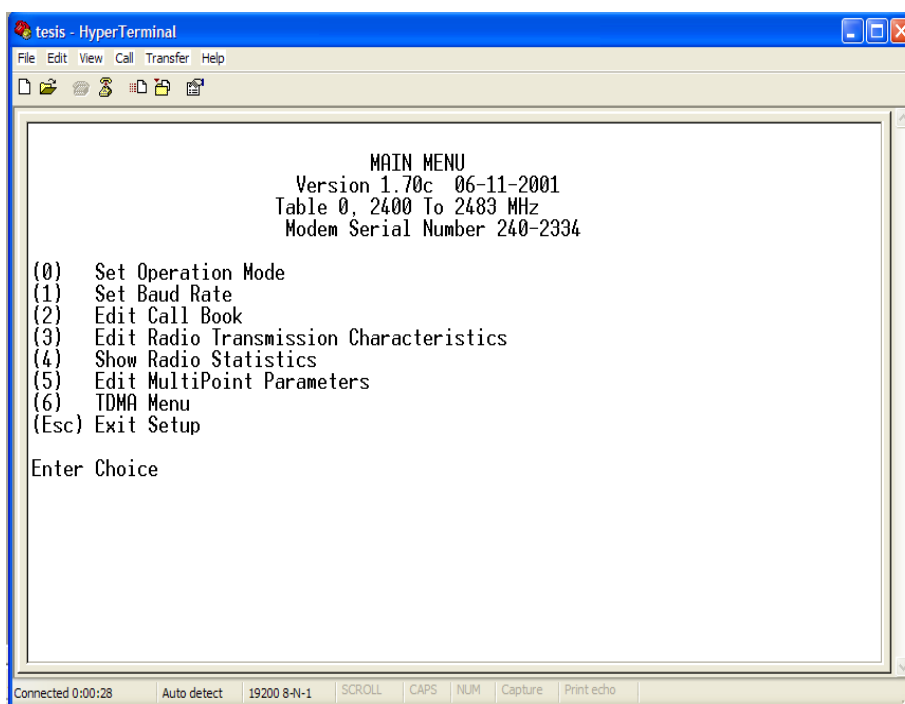 tesis - HyperTerminal
File Edit View Call Transfer Help
MAIN MENU
Version 1.70c 06-11-2001
Table 0, 2400 To 2483 MHz
Modem Serial Number 240-2334
(0) Set Operation Mode
(1) Set Baud Rate
(2) Edit Call Book
(3) Edit Radio Transmission Characteristics
(4) Show Radio Statistics
(5) Edit MultiPoint Parameters
(6) TDMA Menu
(Esc) Exit Setup
Enter Choice
Connected 0:00:28 Auto detect 19200 8-N-1 SCROLL CAPS NUM Capture Print echo